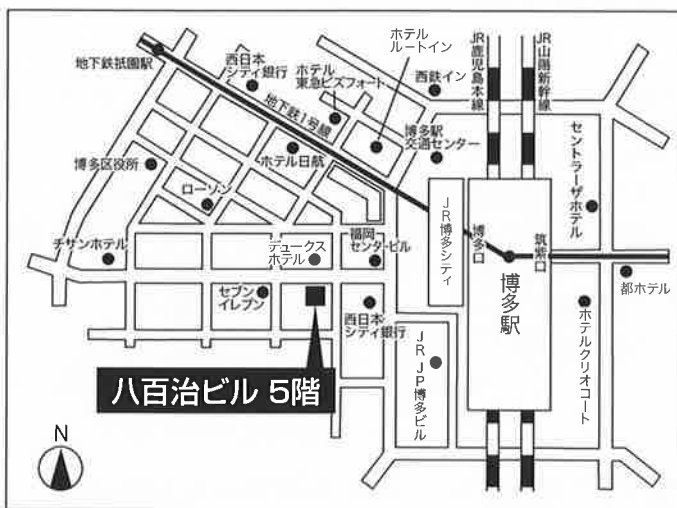 地下鉄祇園駅
西日本
シティ銀行
ホテル
東急ビズフォート
ホテル
ルートイン
西鉄イン
JR鹿児島本線
JR山陽新幹線
地下鉄1号線
博多駅
交通センター
ホテル日航
博多区役所
ローソン
セントラーザホテル
チサンホテル
デュークス
ホテル
福岡
センタービル
JR博多シティ
博多口
筑紫口
博多駅
都ホテル
セブン
イレブン
西日本
シティ銀行
ホテルクリオコート
JRJP博多ビル
八百治ビル 5階
N